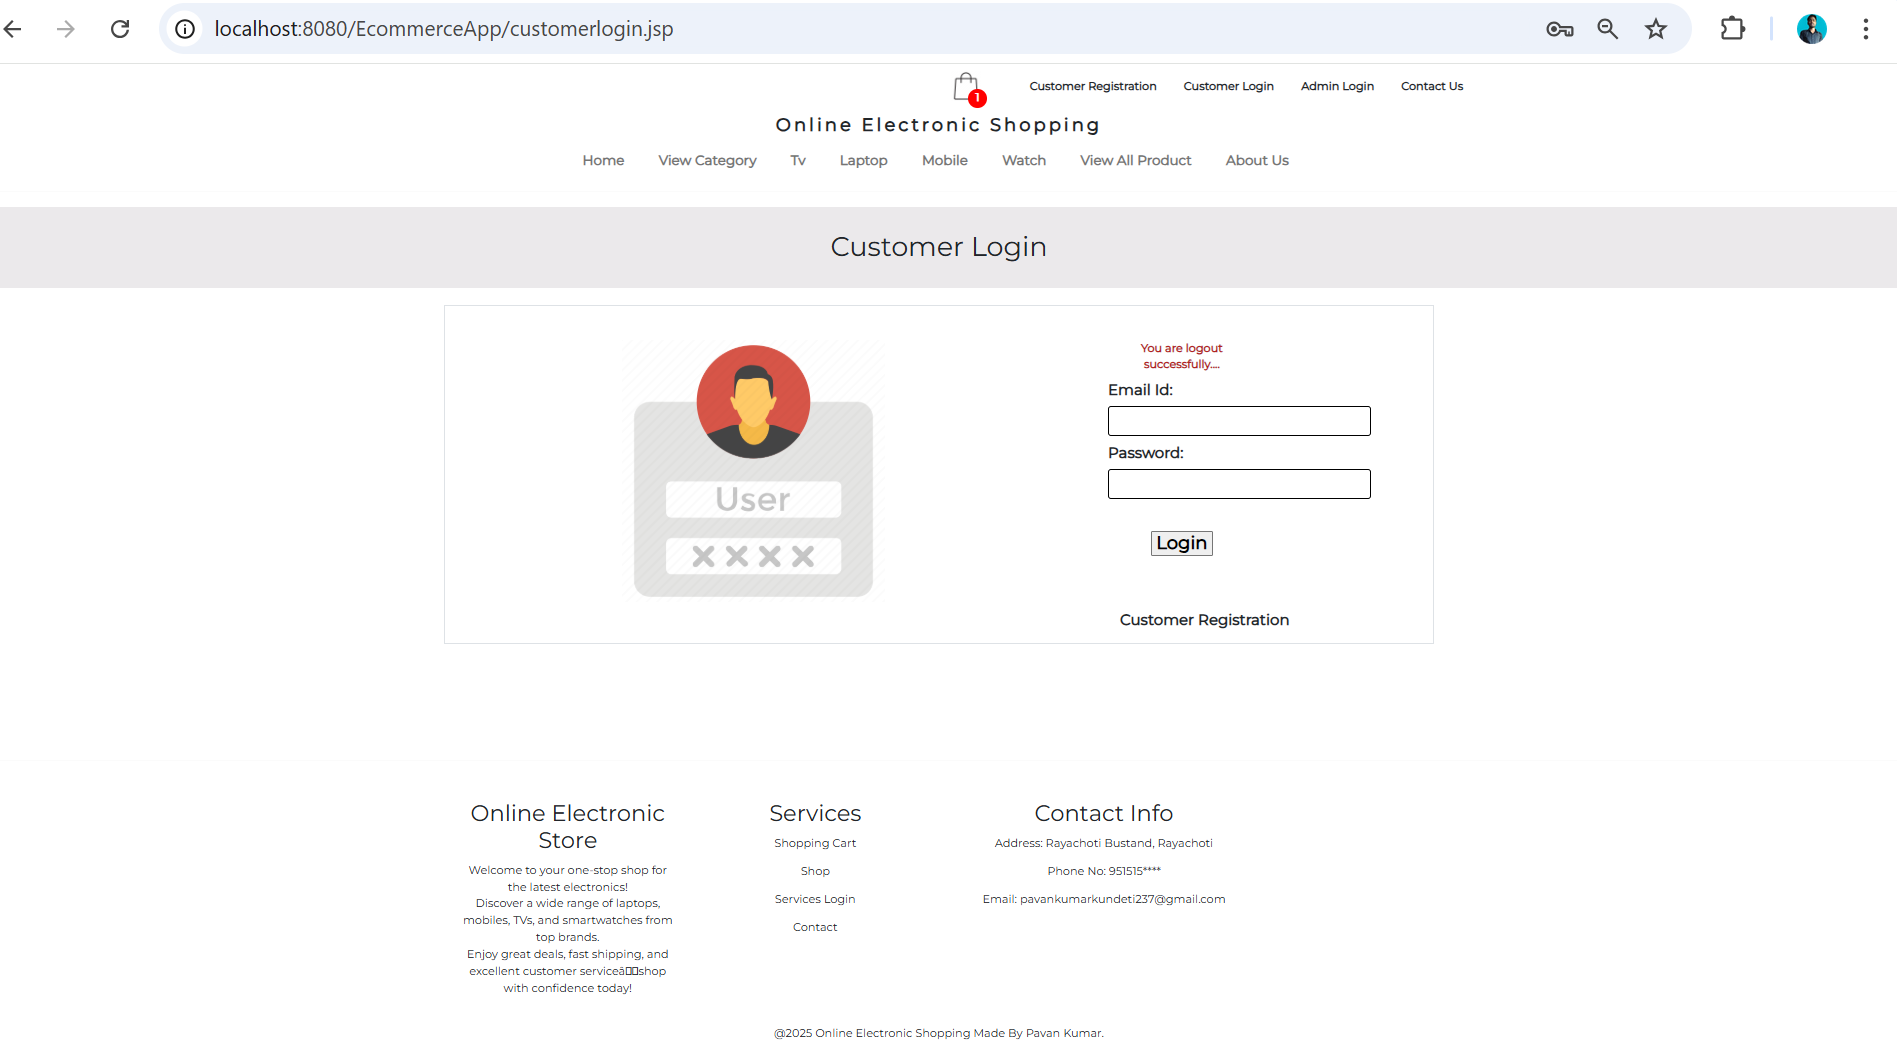 localhost:8080/EcommerceApp/customerlogin.jsp
1
Customer Registration Customer Login Admin Login Contact Us
Online Electronic Shopping
Home View Category Tv Laptop Mobile Watch View All Product About Us
Customer Login
User
You are logout
successfully....
Email Id:
Password:
Login
Customer Registration
Online Electronic
Store
Welcome to your one-stop shop for
the latest electronics!
Discover a wide range of laptops,
mobiles, TVs, and smartwatches from
top brands.
Enjoy great deals, fast shipping, and
excellent customer serviceâ▯▯shop
with confidence today!
Services
Shopping Cart
Shop
Services Login
Contact
Contact Info
Address: Rayachoti Bustand, Rayachoti
Phone No: 951515****
Email: pavankumarkundeti237@gmail.com
@2025 Online Electronic Shopping Made By Pavan Kumar.